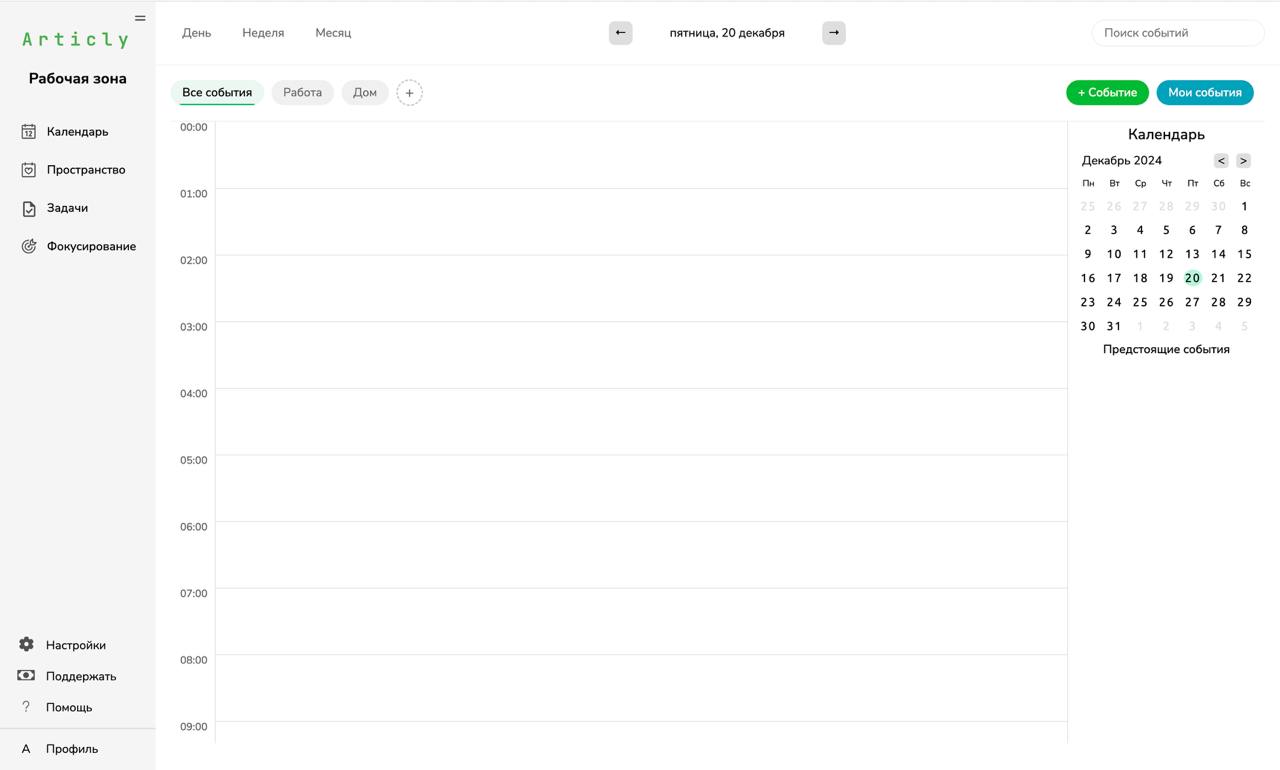 Articly
Рабочая зона
12
Календарь
Пространство
Задачи
Фокусирование
Настройки
Поддержать
? Помощь
A Профиль
День Неделя Месяц
← пятница, 20 декабря →
Поиск событий
Все события Работа Дом +
+ Событие Мои события
00:00
01:00
02:00
03:00
04:00
05:00
06:00
07:00
08:00
09:00
Календарь
Декабрь 2024 < >
Пн Вт Ср Чт Пт Сб Вс
25 26 27 28 29 30 1
2 3 4 5 6 7 8
9 10 11 12 13 14 15
16 17 18 19 20 21 22
23 24 25 26 27 28 29
30 31 1 2 3 4 5
Предстоящие события